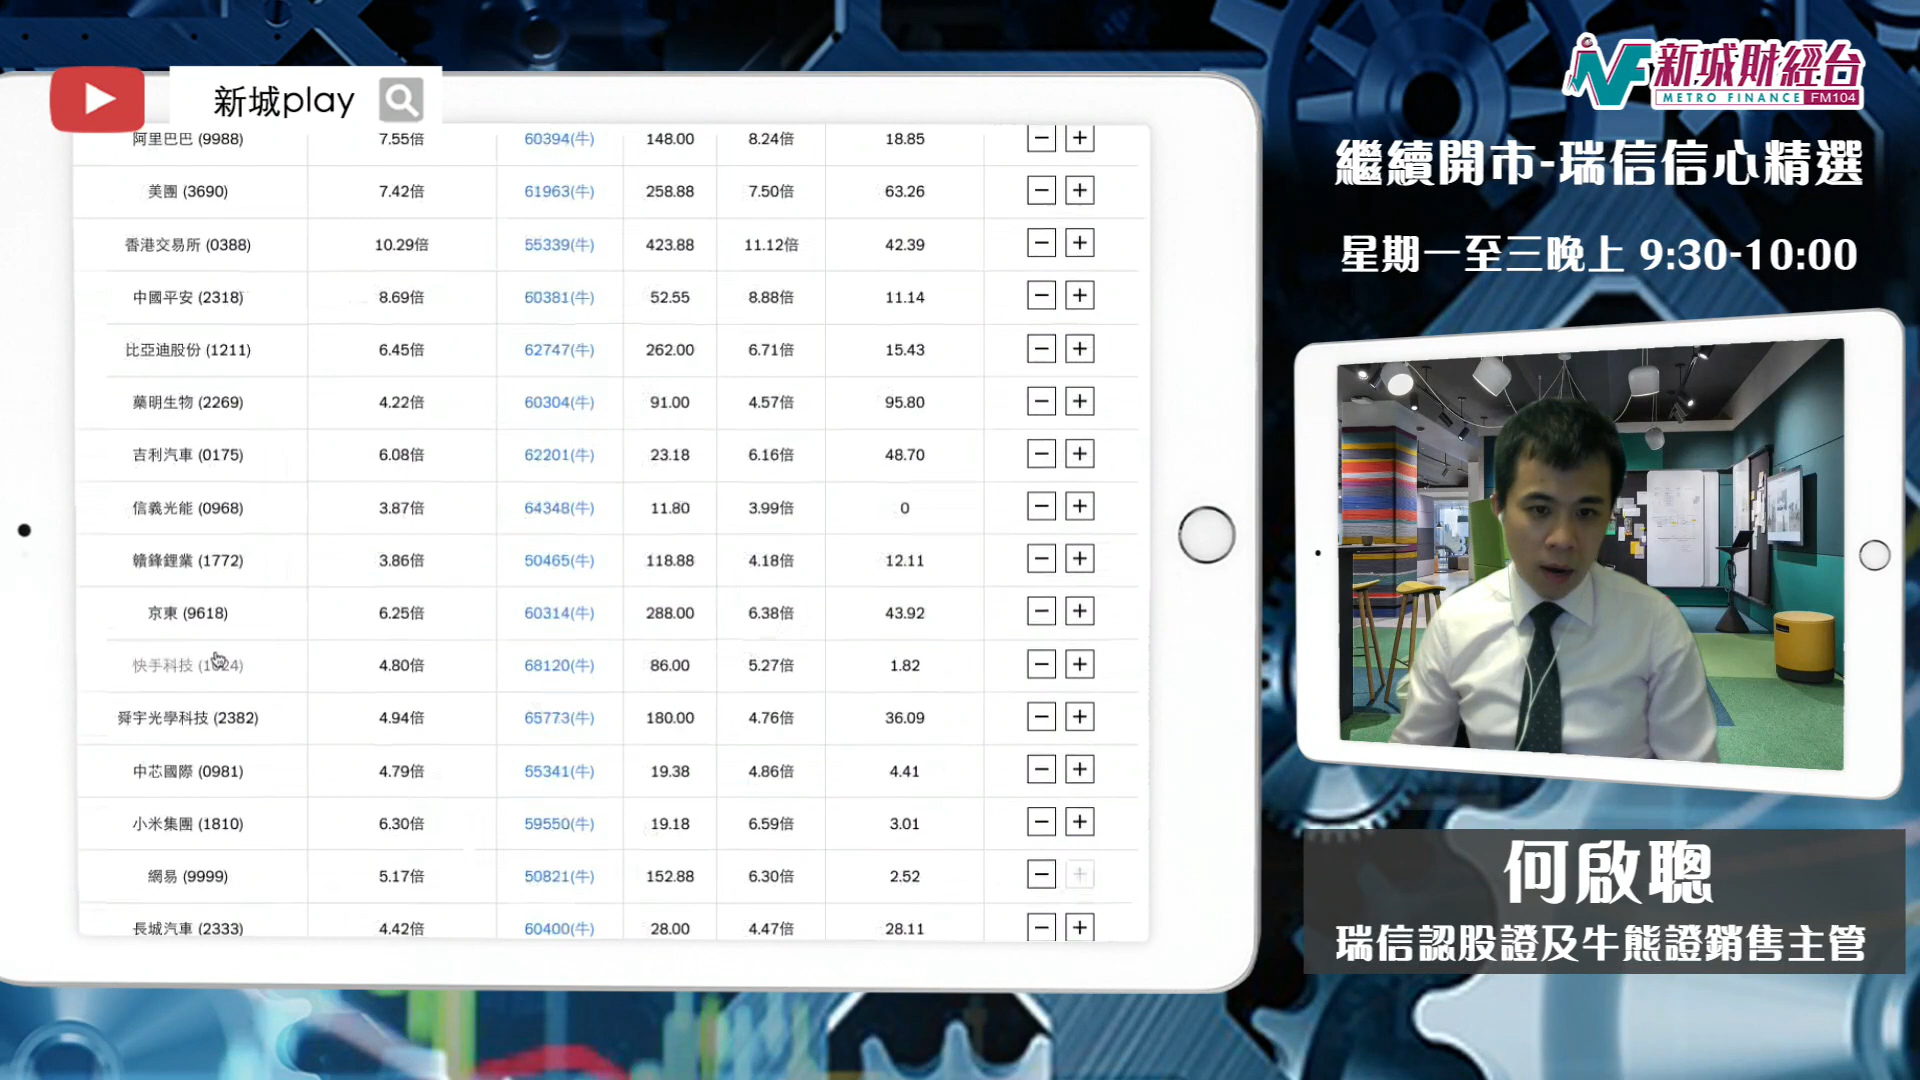 新城play
新城財經台
METRO FINANCE FM104
繼續開市-瑞信信心精選
星期一至三晚上 9:30-10:00
阿里巴巴 (9988) 7.55倍 60394(牛) 148.00 8.24倍 18.85 − +
美團 (3690) 7.42倍 61963(牛) 258.88 7.50倍 63.26 − +
香港交易所 (0388) 10.29倍 55339(牛) 423.88 11.12倍 42.39 − +
中國平安 (2318) 8.69倍 60381(牛) 52.55 8.88倍 11.14 − +
比亞迪股份 (1211) 6.45倍 62747(牛) 262.00 6.71倍 15.43 − +
藥明生物 (2269) 4.22倍 60304(牛) 91.00 4.57倍 95.80 − +
吉利汽車 (0175) 6.08倍 62201(牛) 23.18 6.16倍 48.70 − +
信義光能 (0968) 3.87倍 64348(牛) 11.80 3.99倍 0 − +
贛鋒鋰業 (1772) 3.86倍 50465(牛) 118.88 4.18倍 12.11 − +
京東 (9618) 6.25倍 60314(牛) 288.00 6.38倍 43.92 − +
快手科技 4.80倍 68120(牛) 86.00 5.27倍 1.82 − +
舜宇光學科技 (2382) 4.94倍 65773(牛) 180.00 4.76倍 36.09 − +
中芯國際 (0981) 4.79倍 55341(牛) 19.38 4.86倍 4.41 − +
小米集團 (1810) 6.30倍 59550(牛) 19.18 6.59倍 3.01 − +
網易 (9999) 5.17倍 50821(牛) 152.88 6.30倍 2.52 − +
長城汽車 (2333) 4.42倍 60400(牛) 28.00 4.47倍 28.11 − +
何啟聰
瑞信認股證及牛熊證銷售主管